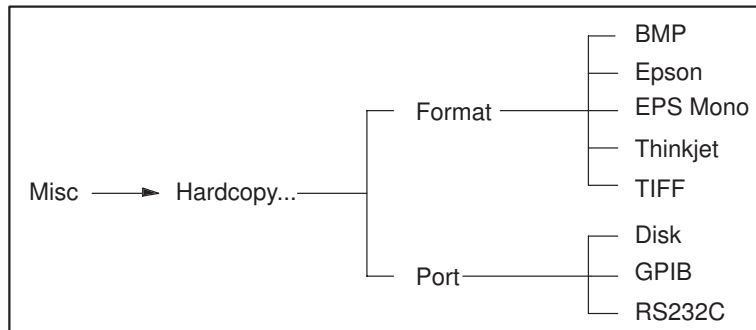 BMP
Epson
Format
EPS Mono
Thinkjet
Misc
Hardcopy...
TIFF
Disk
Port
GPIB
RS232C